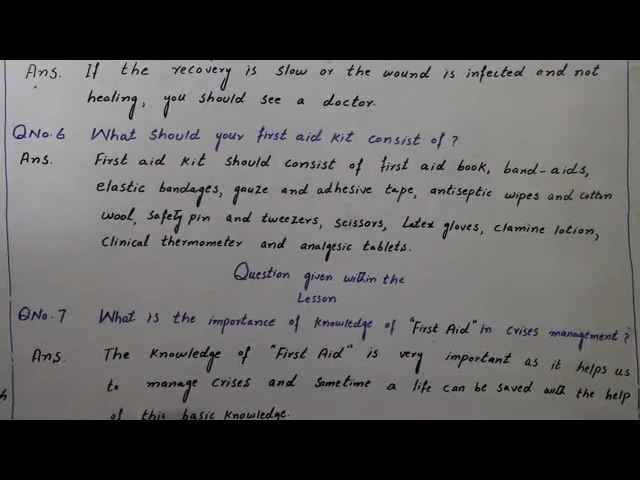 Ans. If the recovery is slow or the wound is infected and not
healing, you should see a doctor.
QNo.6 What should your first aid kit consist of ?
Ans. First aid kit should consist of first aid book, band-aids,
elastic bandages, gauze and adhesive tape, antiseptic wipes and cotton
wool, safety pin and tweezers, scissors, Latex gloves, clamine lotion,
Clinical thermometer and analgesic tablets.
Question given within the
Lesson
QNo.7 What is the importance of knowledge of "First Aid" in crises management ?
Ans. The knowledge of "First Aid" is very important as it helps us
to manage crises and sometime a life can be saved with the help
of this basic knowledge.